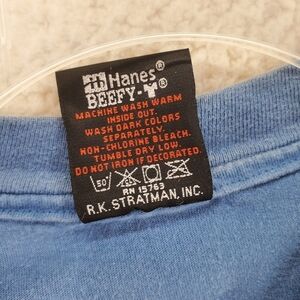 Hanes®
BEEFY-T®
MACHINE WASH WARM
INSIDE OUT.
WASH DARK COLORS
SEPARATELY.
NON-CHLORINE BLEACH.
TUMBLE DRY LOW.
DO NOT IRON IF DECORATED.
50°
RN 15763
R.K. STRATMAN, INC.